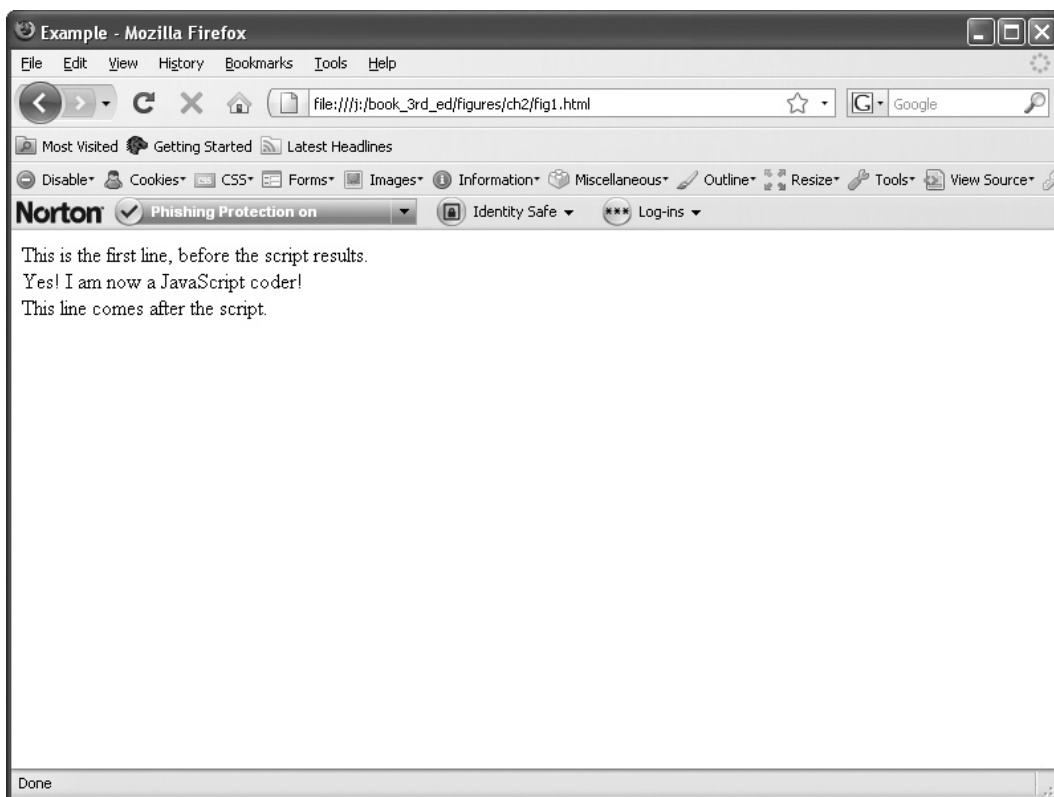 Example - Mozilla Firefox
File Edit View History Bookmarks Tools Help
file:///j:/book_3rd_ed/figures/ch2/fig1.html G Google
Most Visited Getting Started Latest Headlines
Disable Cookies CSS Forms Images Information Miscellaneous Outline Resize Tools View Source
Norton Phishing Protection on Identity Safe *** Log-ins
This is the first line, before the script results.
Yes! I am now a JavaScript coder!
This line comes after the script.
Done